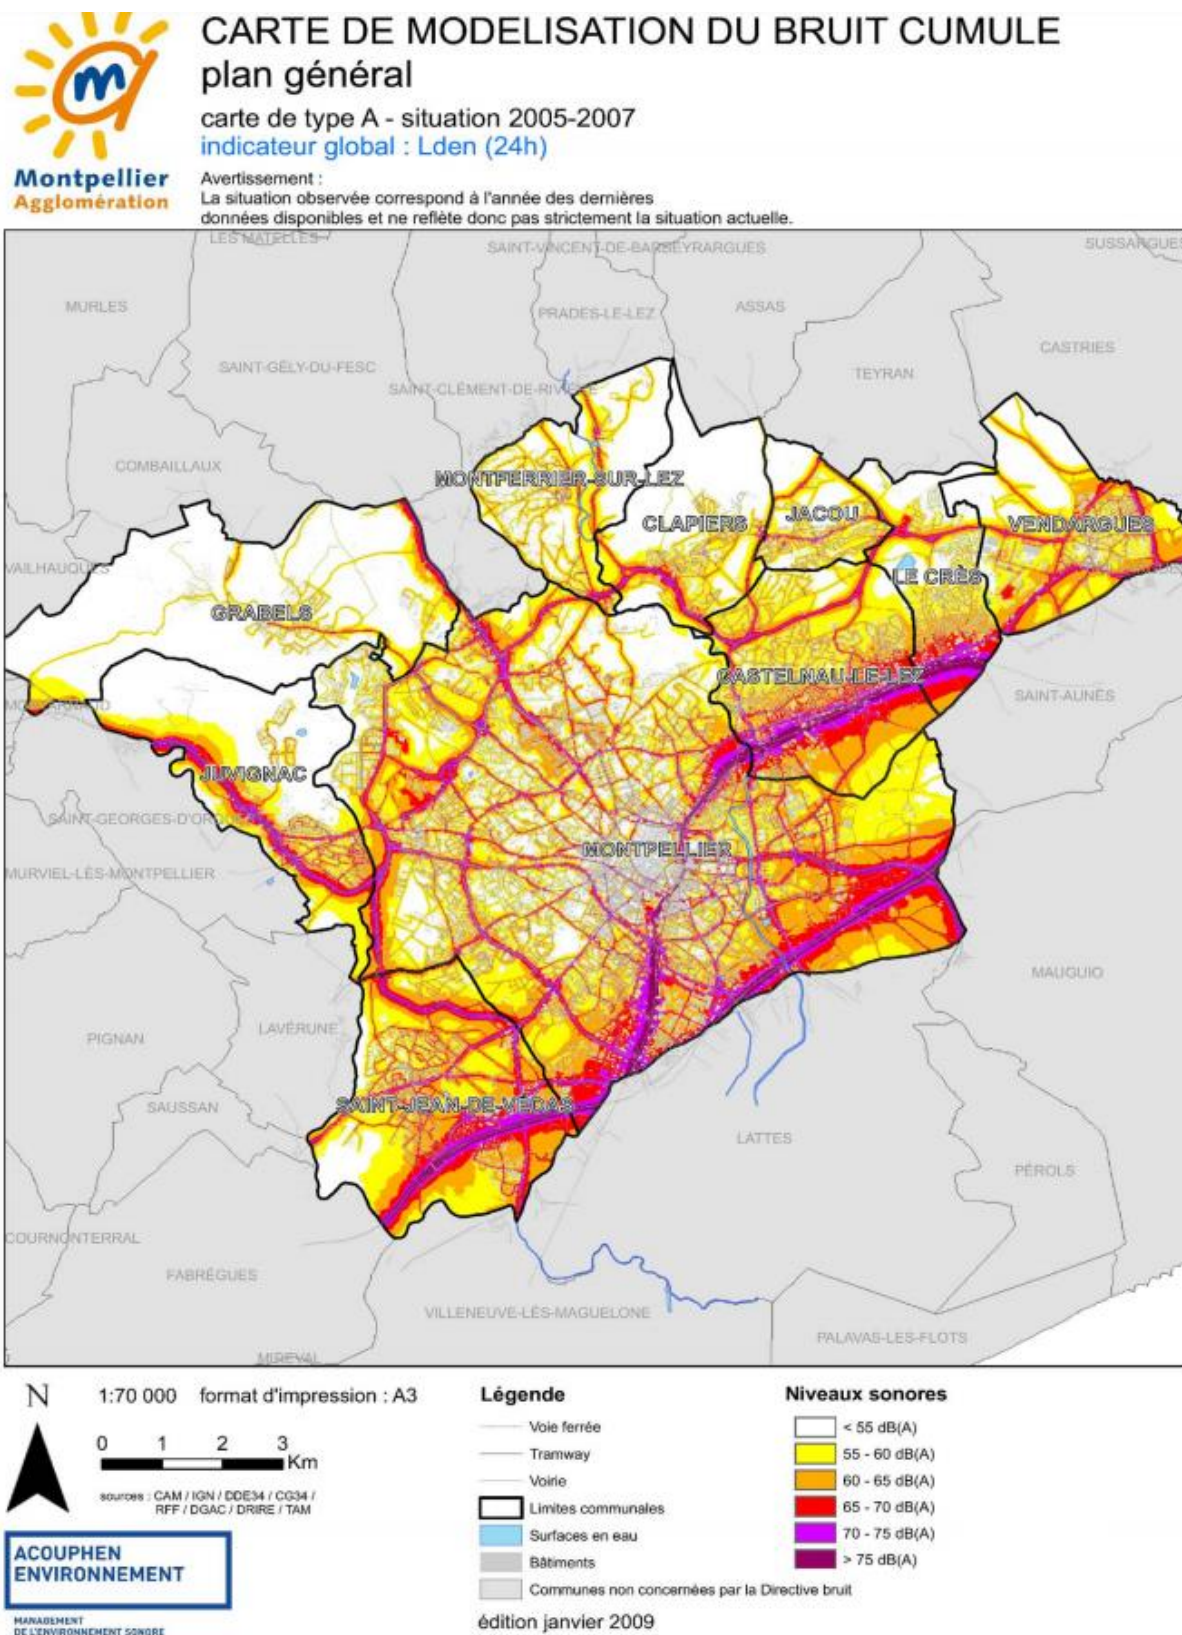 CARTE DE MODELISATION DU BRUIT CUMULE
plan général
carte de type A - situation 2005-2007
indicateur global : Lden (24h)
m
Montpellier
Agglomération
Avertissement :
La situation observée correspond à l'année des dernières
données disponibles et ne reflète donc pas strictement la situation actuelle.
LES MATELLES
SAINT-VINCENT-DE-BARBEYRARGUES
SUSSARGUES
MURLES
PRADES-LE-LEZ
ASSAS
CASTRIES
SAINT-GÉLY-DU-FESC
TEYRAN
SAINT-CLÉMENT-DE-RIVIÈRE
COMBAILLAUX
MONTFERRIER-SUR-LEZ
CLAPIERS
JACOU
VENDARGUES
VAILHAUQUÈS
LE CRÈS
GRABELS
CASTELNAU-LE-LEZ
SAINT-AUNÈS
JUVIGNAC
SAINT-GEORGES-D'ORQUES
MONTPELLIER
MURVIEL-LÈS-MONTPELLIER
MAUGUIO
LAVÉRUNE
PIGNAN
SAUSSAN
SAINT-JEAN-DE-VÉDAS
LATTES
PÉROLS
COURNONTERRAL
FABRÈGUES
VILLENEUVE-LÈS-MAGUELONE
PALAVAS-LES-FLOTS
MIREVAL
N
1:70 000 format d'impression : A3
0 1 2 3
Km
sources : CAM / IGN / DDE34 / CG34 /
RFF / DGAC / DRIRE / TAM
ACOUPHEN
ENVIRONNEMENT
MANAGEMENT
DE L'ENVIRONNEMENT SONORE
Légende
Voie ferrée
Tramway
Voirie
Limites communales
Surfaces en eau
Bâtiments
Communes non concernées par la Directive bruit
édition janvier 2009
Niveaux sonores
< 55 dB(A)
55 - 60 dB(A)
60 - 65 dB(A)
65 - 70 dB(A)
70 - 75 dB(A)
> 75 dB(A)